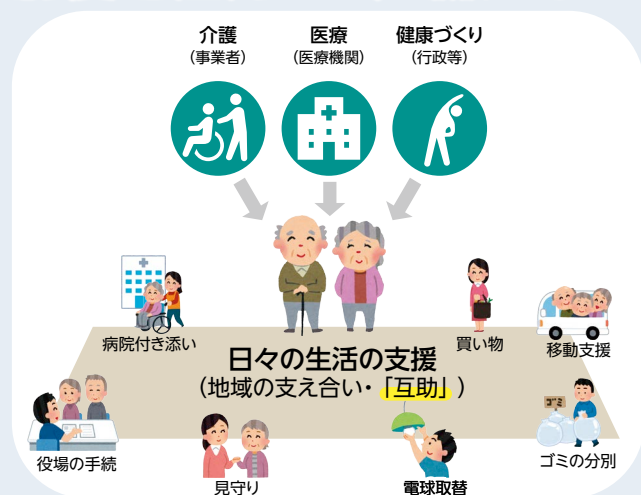 介護
(事業者)
医療
(医療機関)
健康づくり
(行政等)
病院付き添い
買い物
移動支援
日々の生活の支援
(地域の支え合い・「互助」)
役場の手続
見守り
電球取替
ゴミ
ゴミの分別